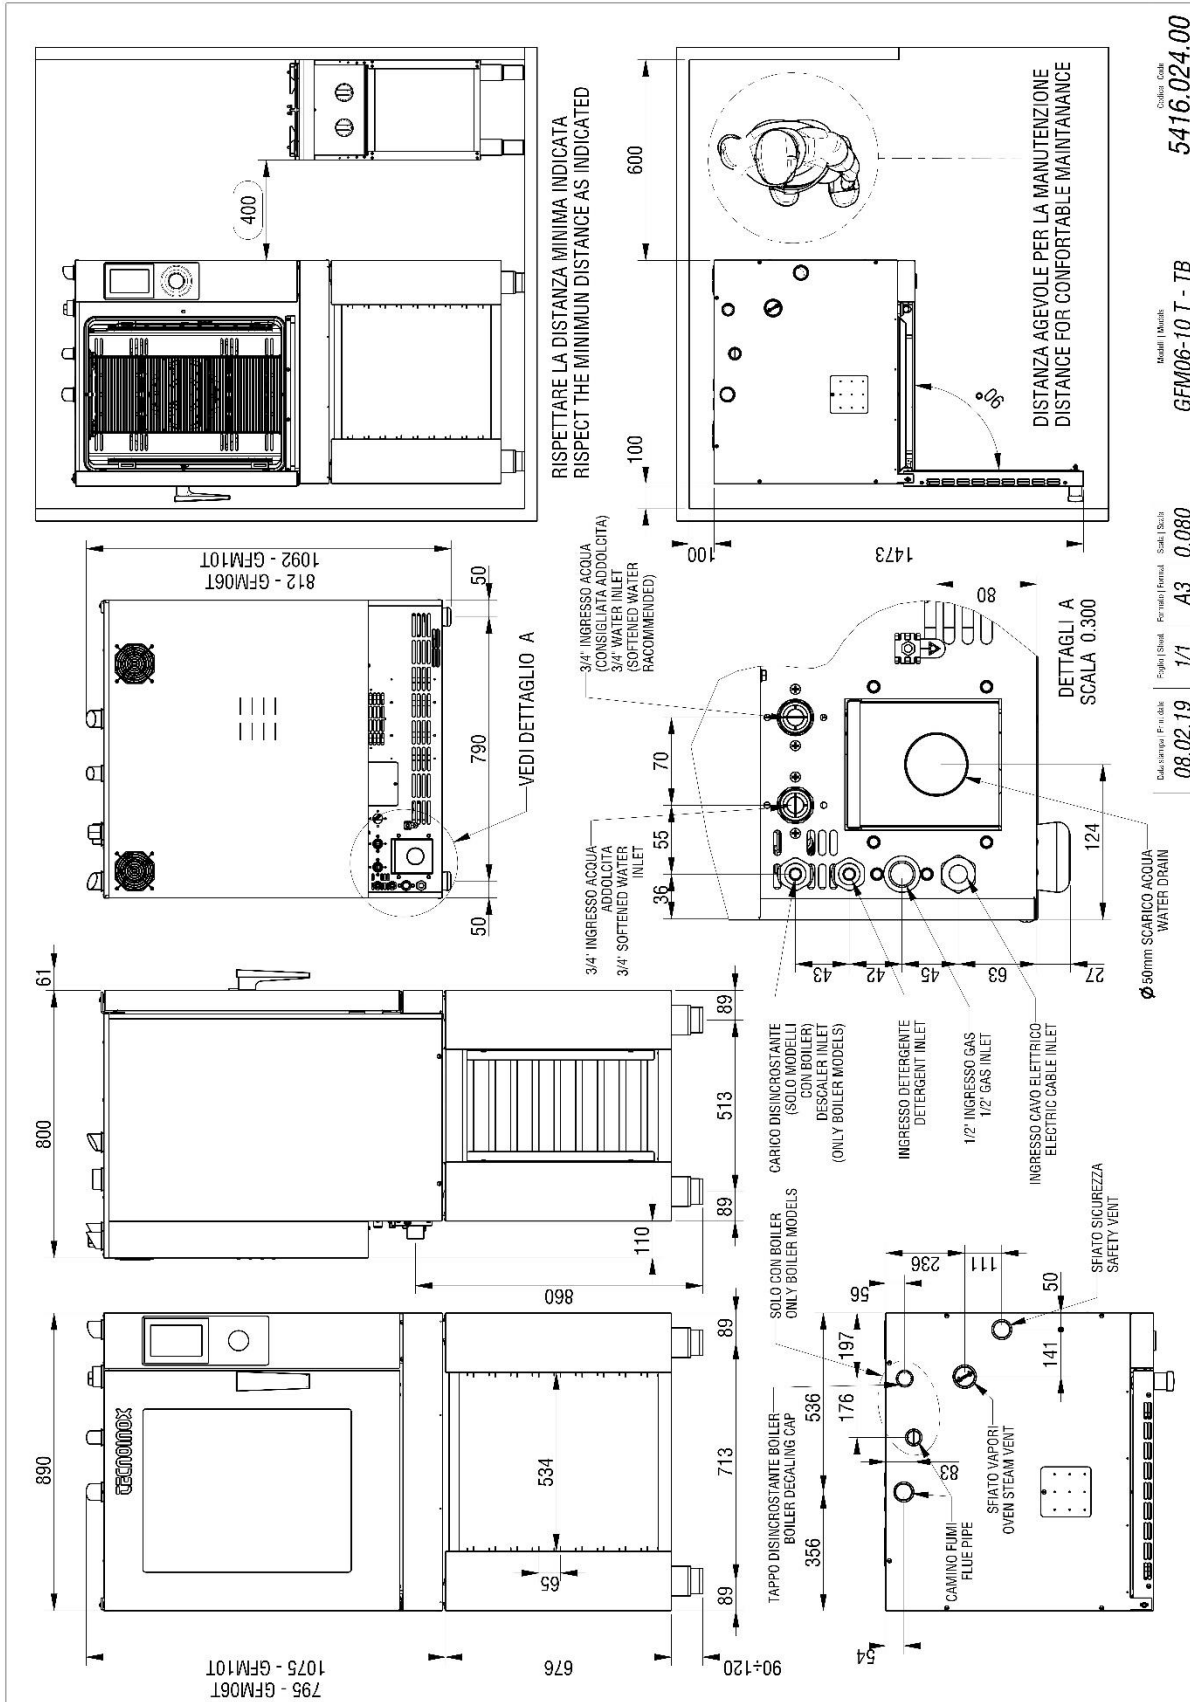 890
795 - GFM06T
1075 - GFM10T
tecnoinox
676
90÷120
65
534
89
713
89
800
61
860
110
89
513
89
812 - GFM06T
1092 - GFM10T
50
790
50
VEDI DETTAGLIO A
400
RISPETTARE LA DISTANZA MINIMA INDICATA
RISPECT THE MINIMUN DISTANCE AS INDICATED
TAPPO DISINCROSTANTE BOILER
BOILER DECALING CAP
SOLO CON BOILER
ONLY BOILER MODELS
356
536
176
197
56
236
111
54
83
141
50
CAMINO FUMI
FLUE PIPE
SFIATO VAPORI
OVEN STEAM VENT
SFIATO SICUREZZA
SAFETY VENT
3/4" INGRESSO ACQUA
ADDOLCITA
3/4" SOFTENED WATER
INLET
3/4" INGRESSO ACQUA
(CONSIGLIATA ADDOLCITA)
3/4" WATER INLET
(SOFTENED WATER
RACOMMENDED)
36
55
70
43
42
45
63
27
124
80
CARICO DISINCROSTANTE
(SOLO MODELLI
CON BOILER)
DESCALER INLET
(ONLY BOILER MODELS)
INGRESSO DETERGENTE
DETERGENT INLET
1/2" INGRESSO GAS
1/2" GAS INLET
INGRESSO CAVO ELETTRICO
ELECTRIC CABLE INLET
Ø 50mm SCARICO ACQUA
WATER DRAIN
DETTAGLI A
SCALA 0.300
100
600
100
1473
90°
DISTANZA AGEVOLE PER LA MANUTENZIONE
DISTANCE FOR CONFORTABLE MAINTANANCE
08.02.19
Foglio | Sheet
1/1
Formato | Format
A3
Scala | Scale
0.080
Modelli | Models
GFM06-10 T - TB
Codice | Code
5416.024.00